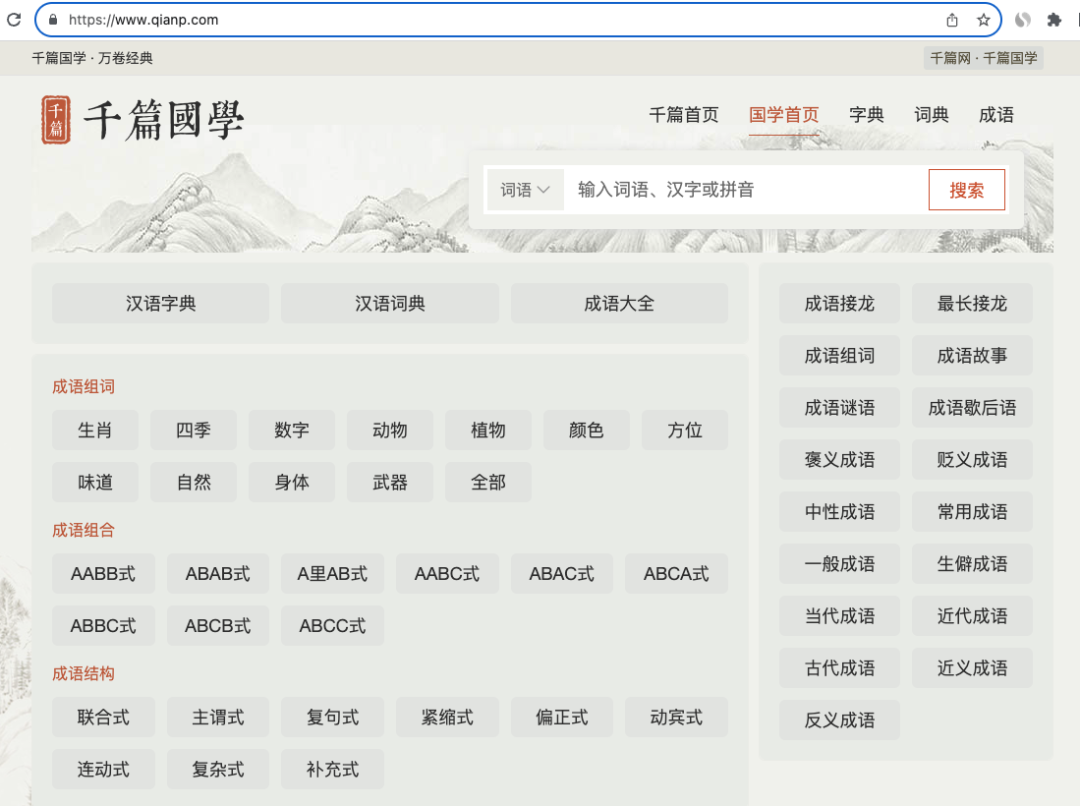 https://www.qianp.com
千篇国学 · 万卷经典
千篇网 · 千篇国学
千篇
千篇國學
千篇首页 国学首页 字典 词典 成语
词语 输入词语、汉字或拼音 搜索
汉语字典 汉语词典 成语大全
成语组词
生肖 四季 数字 动物 植物 颜色 方位
味道 自然 身体 武器 全部
成语组合
AABB式 ABAB式 A里AB式 AABC式 ABAC式 ABCA式
ABBC式 ABCB式 ABCC式
成语结构
联合式 主谓式 复句式 紧缩式 偏正式 动宾式
连动式 复杂式 补充式
成语接龙 最长接龙
成语组词 成语故事
成语谜语 成语歇后语
褒义成语 贬义成语
中性成语 常用成语
一般成语 生僻成语
当代成语 近代成语
古代成语 近义成语
反义成语